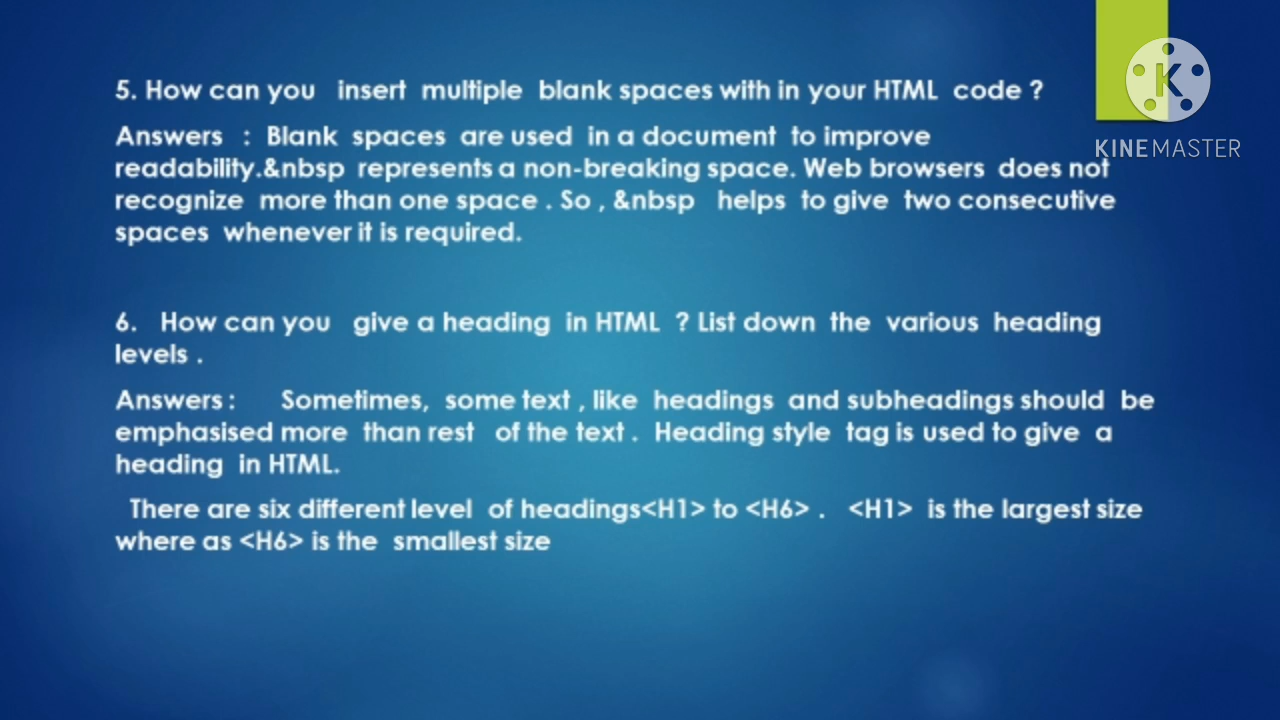 5. How can you insert multiple blank spaces with in your HTML code ?
Answers : Blank spaces are used in a document to improve
readability.&nbsp represents a non-breaking space. Web browsers does not
recognize more than one space . So , &nbsp helps to give two consecutive
spaces whenever it is required.
6. How can you give a heading in HTML ? List down the various heading
levels .
Answers : Sometimes, some text , like headings and subheadings should be
emphasised more than rest of the text . Heading style tag is used to give a
heading in HTML.
There are six different level of headings<H1> to <H6> . <H1> is the largest size
where as <H6> is the smallest size
K
KINEMASTER